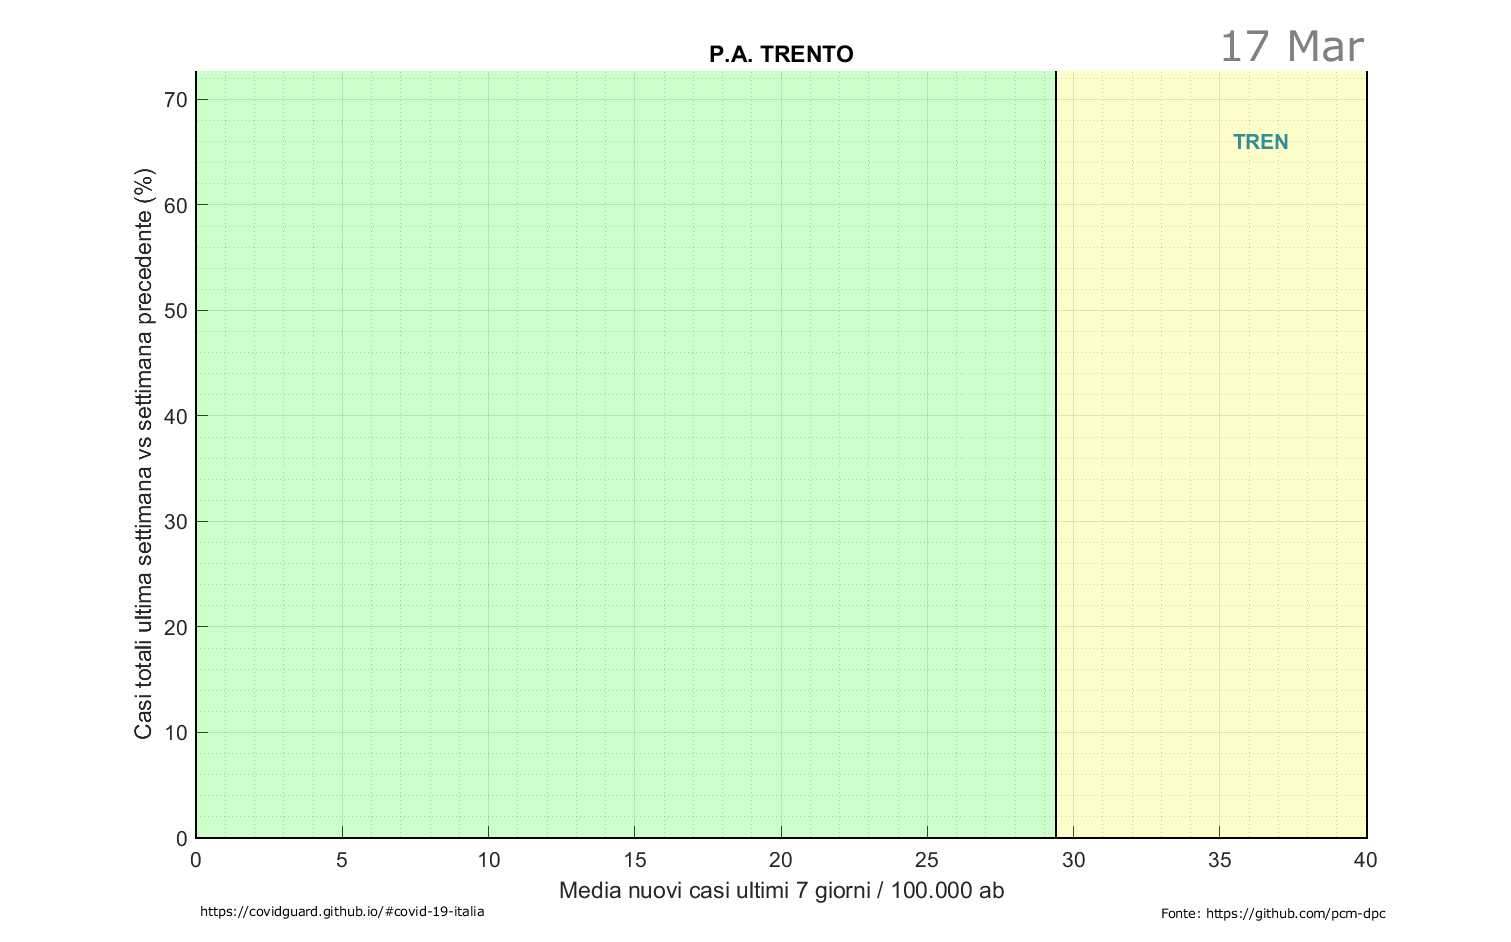 17 Mar
P.A. TRENTO
TREN
Casi totali ultima settimana vs settimana precedente (%)
70
60
50
40
30
20
10
0
0 5 10 15 20 25 30 35 40
Media nuovi casi ultimi 7 giorni / 100.000 ab
https://covidguard.github.io/#covid-19-italia
Fonte: https://github.com/pcm-dpc